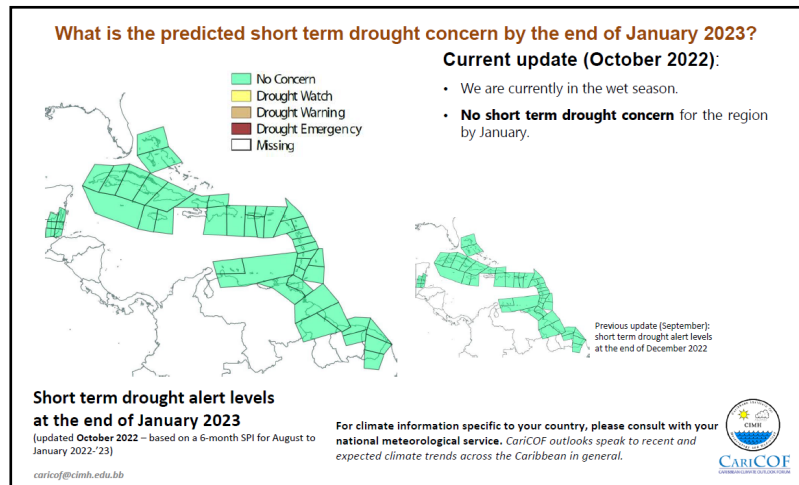 What is the predicted short term drought concern by the end of January 2023?
Current update (October 2022):
• We are currently in the wet season.
• No short term drought concern for the region
by January.
No Concern
Drought Watch
Drought Warning
Drought Emergency
Missing
Previous update (September):
short term drought alert levels
at the end of December 2022
Short term drought alert levels
at the end of January 2023
(updated October 2022 – based on a 6-month SPI for August to
January 2022-'23)
caricof@cimh.edu.bb
For climate information specific to your country, please consult with your
national meteorological service. CariCOF outlooks speak to recent and
expected climate trends across the Caribbean in general.
CIMH
CARICOF
CARIBBEAN CLIMATE OUTLOOK FORUM